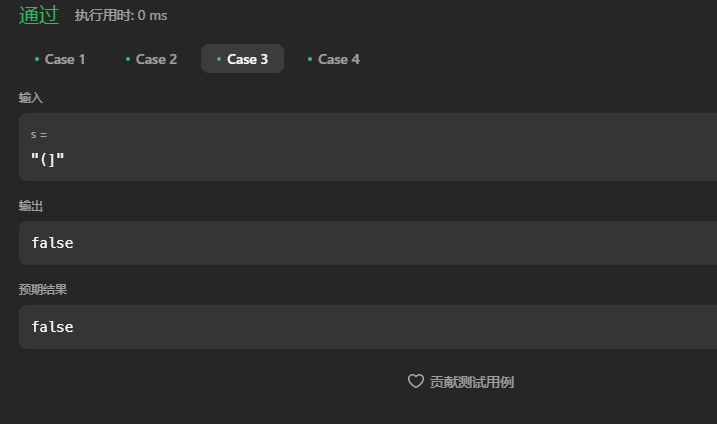 通过 执行用时: 0 ms
Case 1 Case 2 Case 3 Case 4
输入
s =
"(]"
输出
false
预期结果
false
贡献测试用例